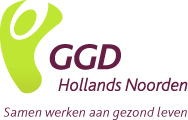 GGD
Hollands Noorden
Samen werken aan gezond leven